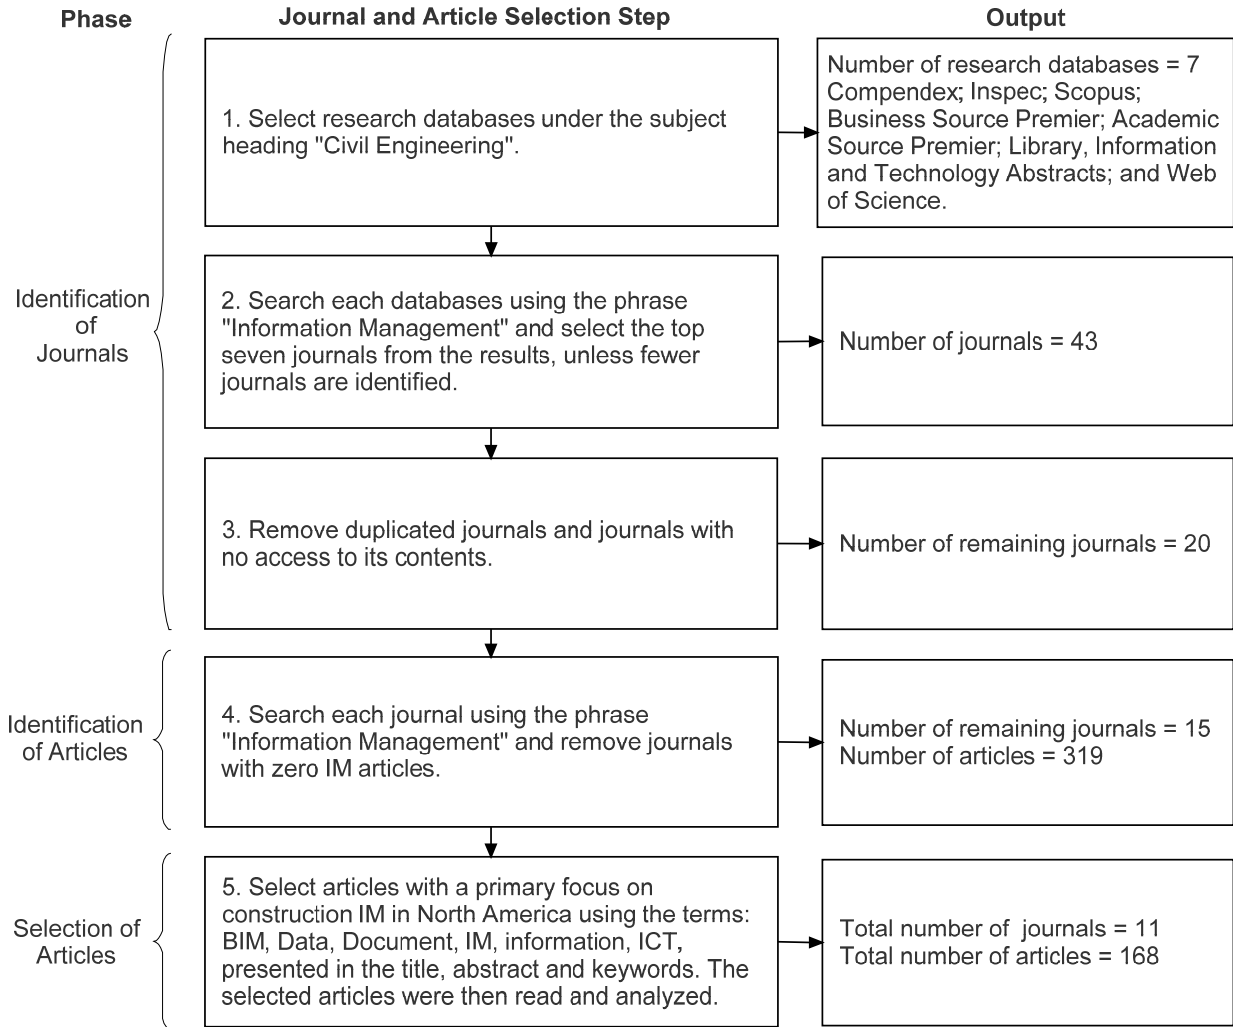 Phase
Journal and Article Selection Step
Output
Identification
of
Journals
1. Select research databases under the subject
heading "Civil Engineering".
Number of research databases = 7
Compendex; Inspec; Scopus;
Business Source Premier; Academic
Source Premier; Library, Information
and Technology Abstracts; and Web
of Science.
2. Search each databases using the phrase
"Information Management" and select the top
seven journals from the results, unless fewer
journals are identified.
Number of journals = 43
3. Remove duplicated journals and journals with
no access to its contents.
Number of remaining journals = 20
Identification
of Articles
4. Search each journal using the phrase
"Information Management" and remove journals
with zero IM articles.
Number of remaining journals = 15
Number of articles = 319
Selection of
Articles
5. Select articles with a primary focus on
construction IM in North America using the terms:
BIM, Data, Document, IM, information, ICT,
presented in the title, abstract and keywords. The
selected articles were then read and analyzed.
Total number of journals = 11
Total number of articles = 168